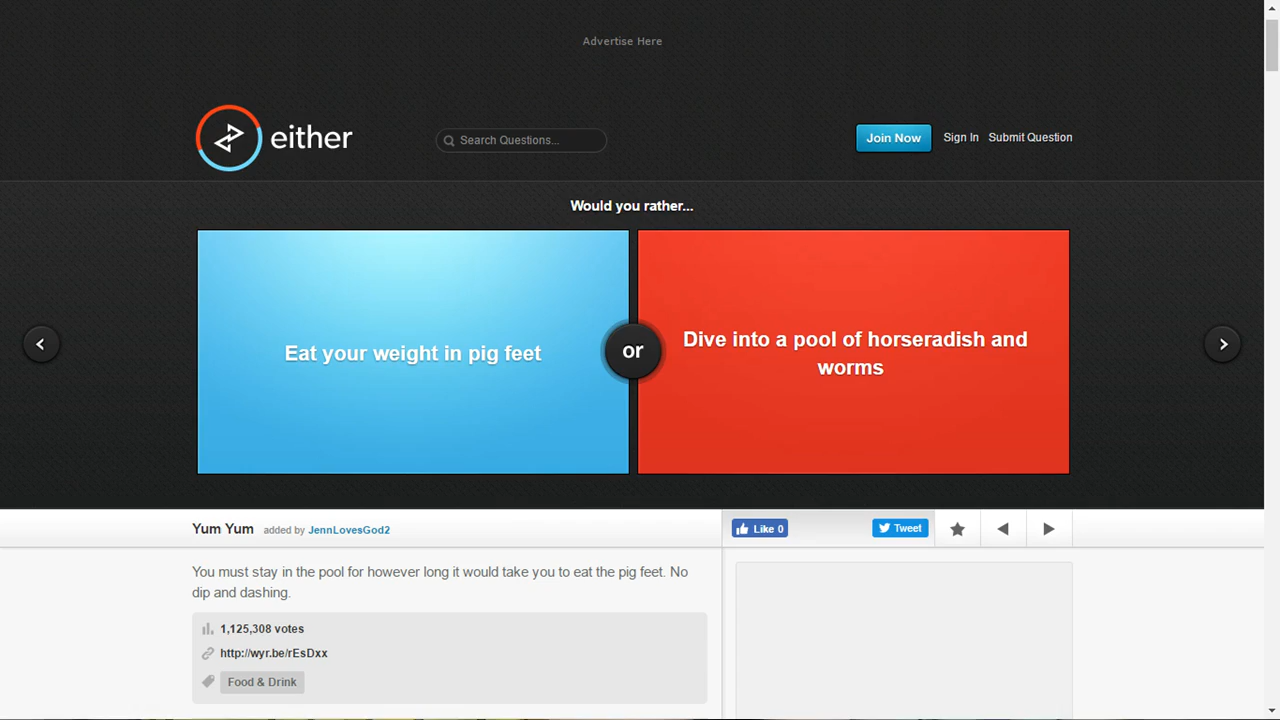 Advertise Here
either
Search Questions...
Join Now
Sign In
Submit Question
Would you rather...
Eat your weight in pig feet
or
Dive into a pool of horseradish and
worms
Yum Yum added by JennLovesGod2
Like 0
Tweet
You must stay in the pool for however long it would take you to eat the pig feet. No
dip and dashing.
1,125,308 votes
http://wyr.be/rEsDxx
Food & Drink